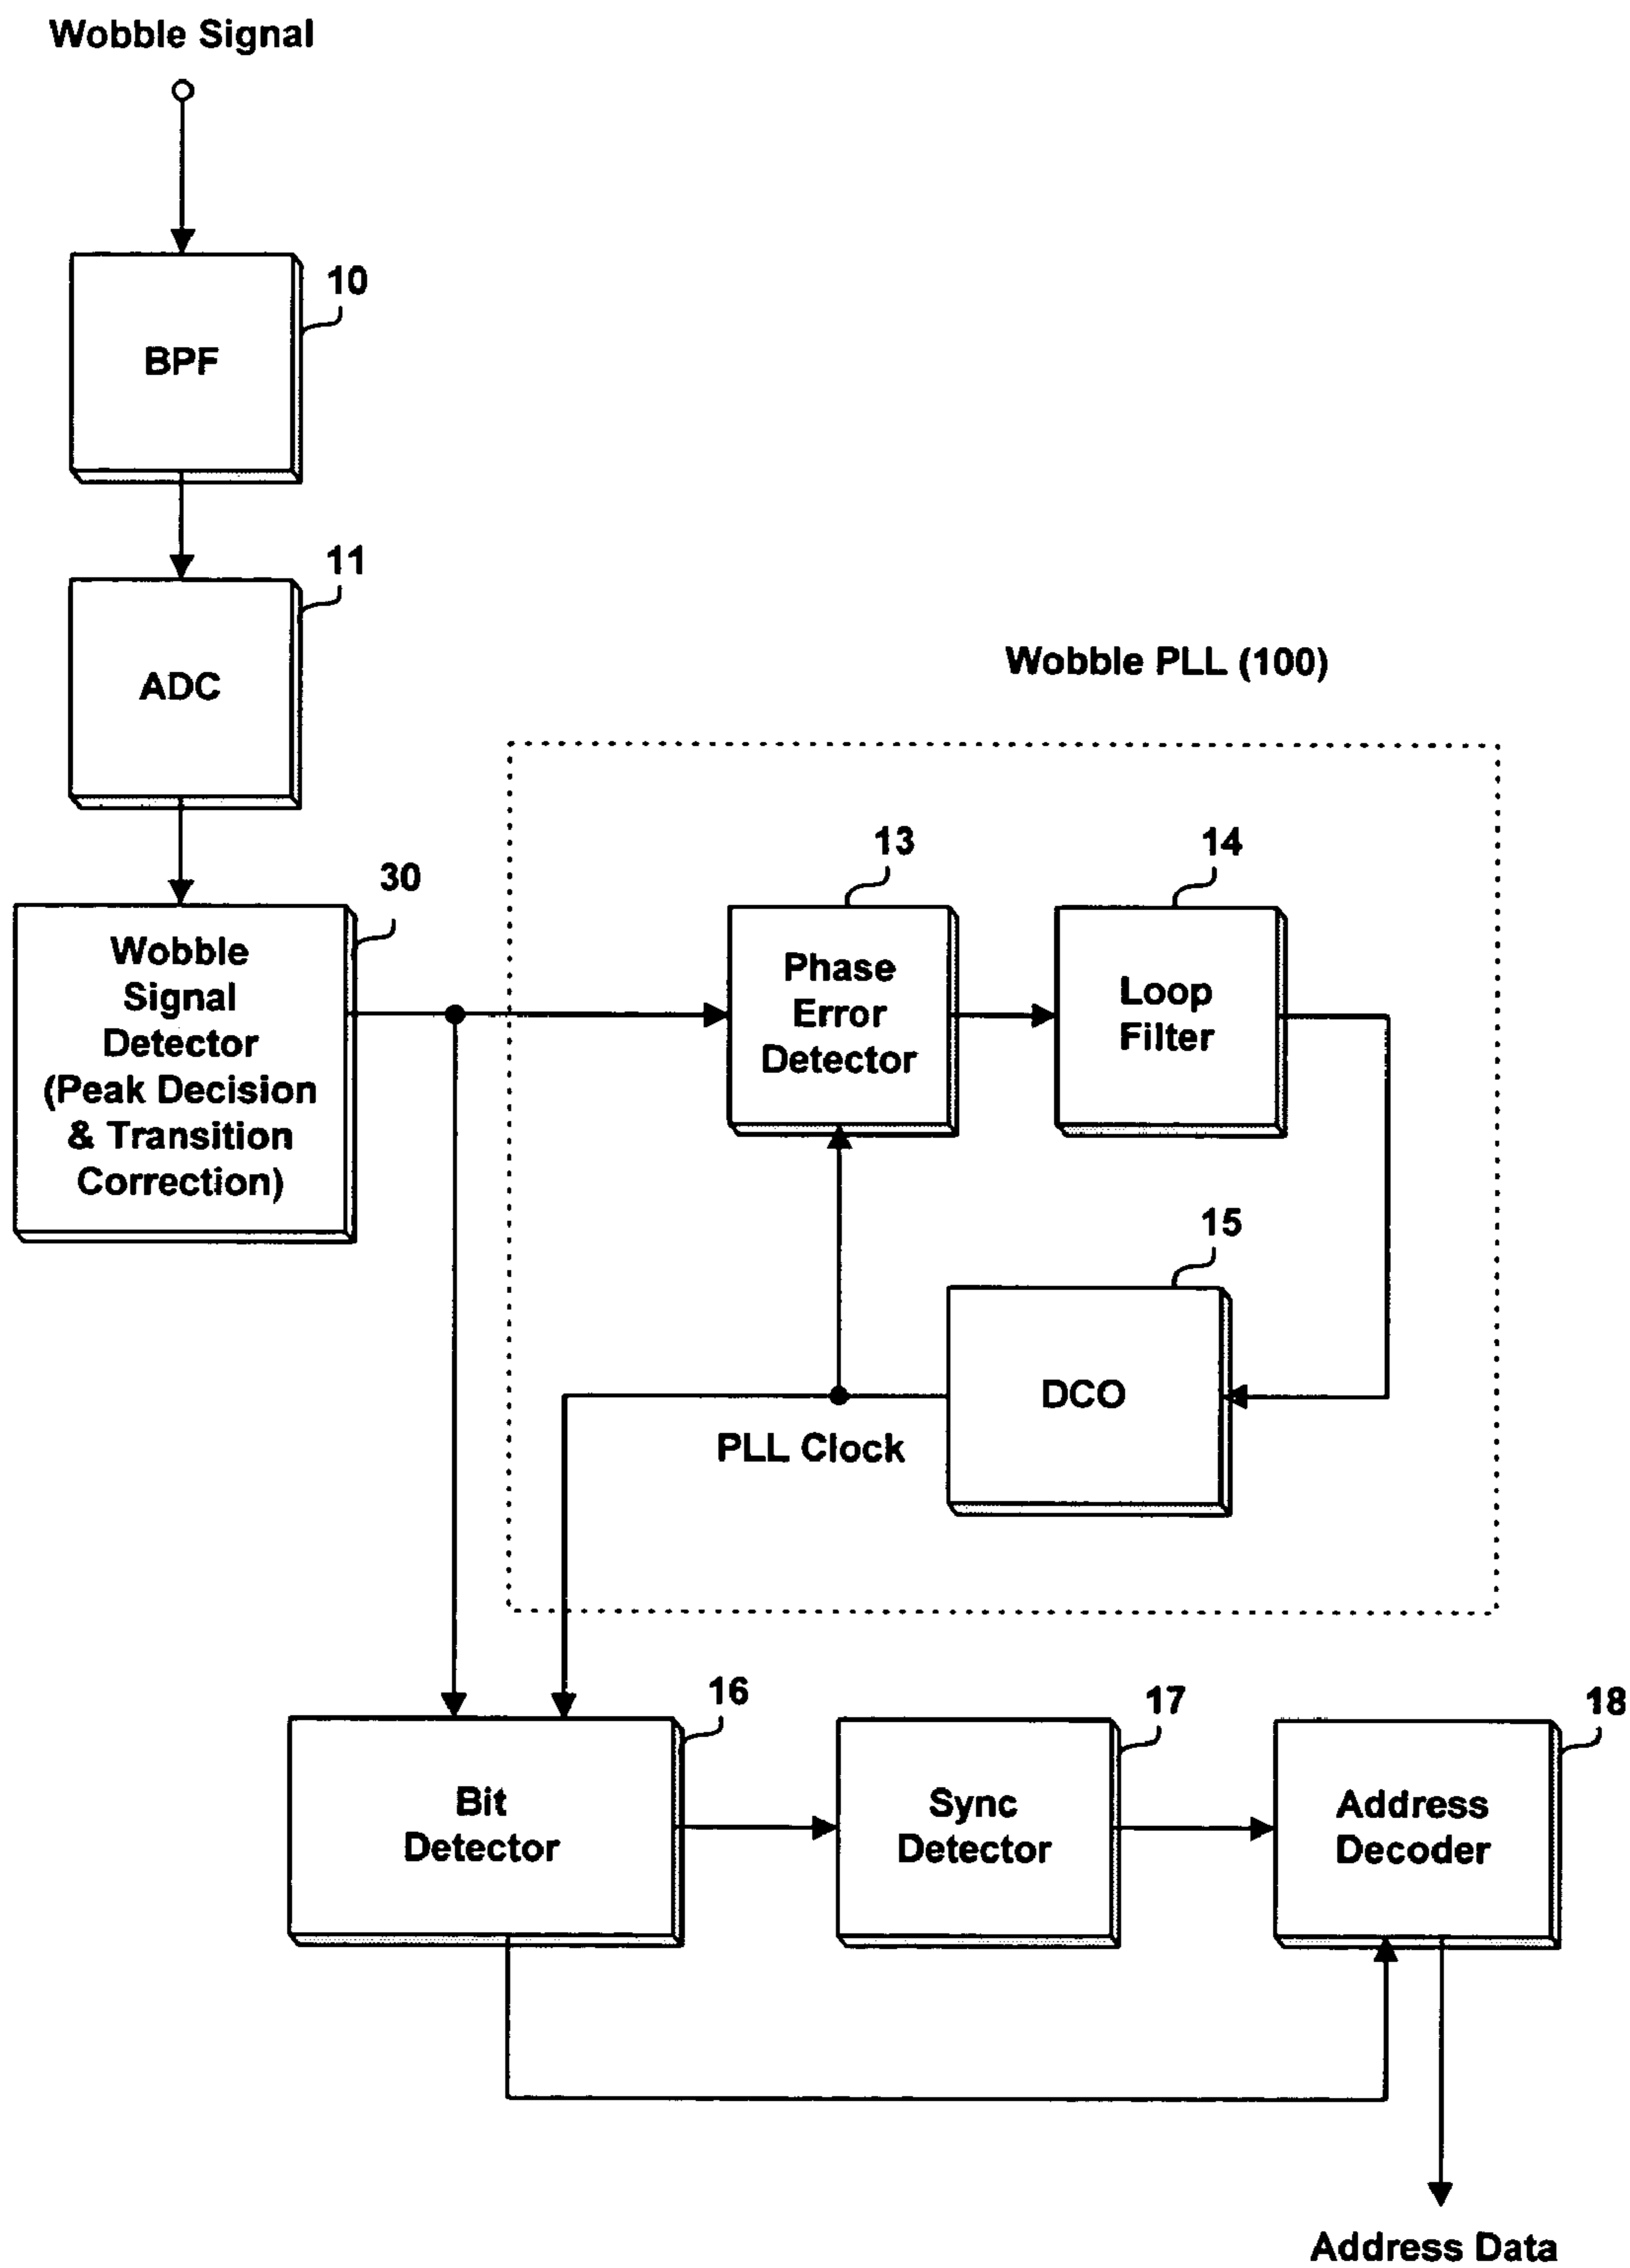 Wobble Signal
10
BPF
11
ADC
Wobble PLL (100)
30
Wobble
Signal
Detector
(Peak Decision
& Transition
Correction)
13
Phase
Error
Detector
14
Loop
Filter
15
DCO
PLL Clock
16
Bit
Detector
17
Sync
Detector
18
Address
Decoder
Address Data